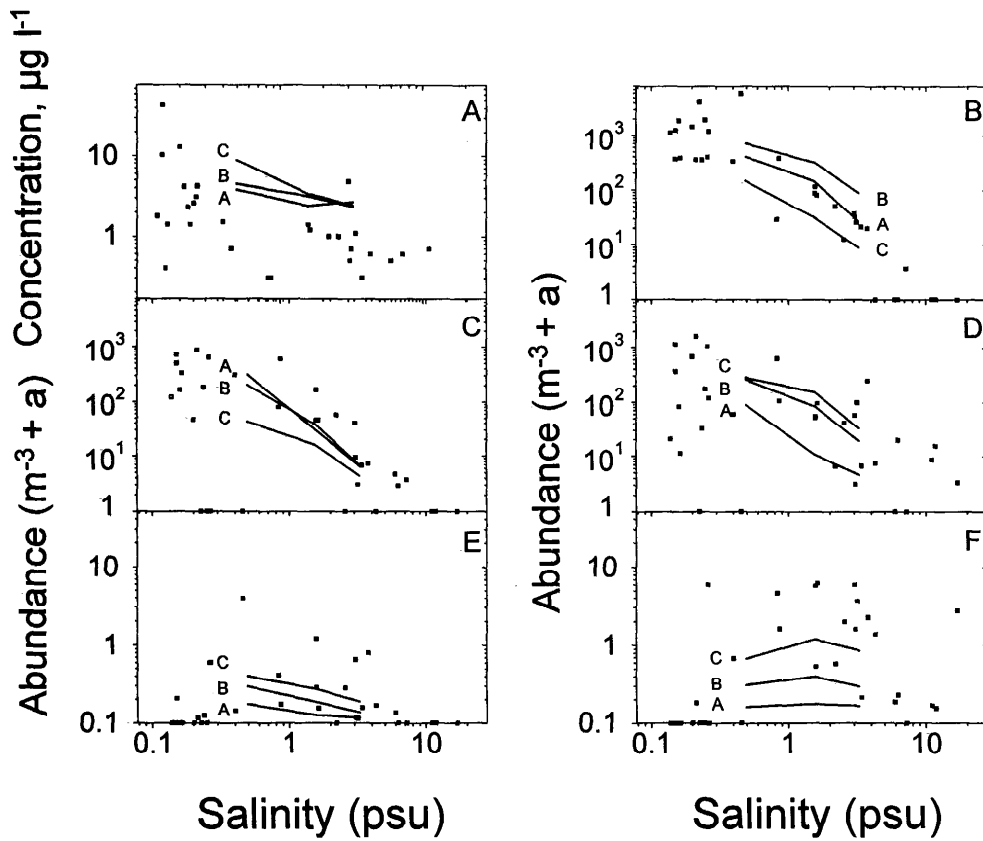 Concentration, µg l-1
Abundance (m-3 + a)
A
10
1
C
B
A
C
10³
10²
10¹
1
A
B
C
E
10
1
0.1
C
B
A
0.1
1
10
Salinity (psu)
Abundance (m-3 + a)
B
10³
10²
10¹
1
B
A
C
D
10³
10²
10¹
1
C
B
A
F
10
1
0.1
C
B
A
0.1
1
10
Salinity (psu)